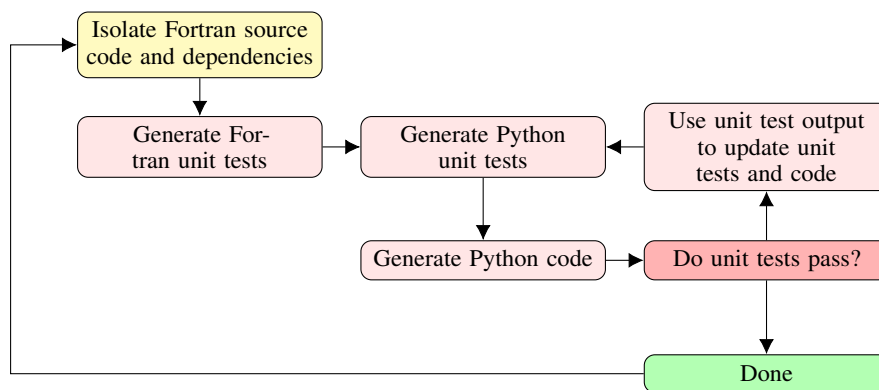 Isolate Fortran source
code and dependencies
Generate For-
tran unit tests
Generate Python
unit tests
Use unit test output
to update unit
tests and code
Generate Python code
Do unit tests pass?
Done